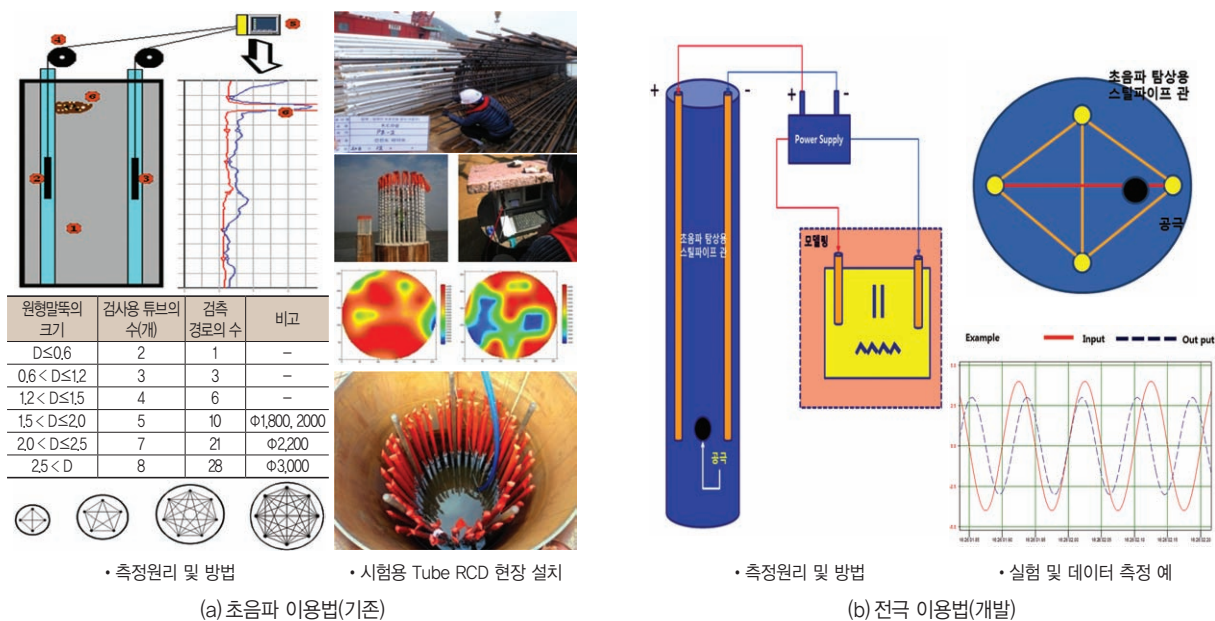 4
5
6
6
2
3
1
원형말뚝의 크기 검사용 튜브의 수(개) 검측 경로의 수 비고
D≤0.6 2 1 –
0.6 < D≤1.2 3 3 –
1.2 < D≤1.5 4 6 –
1.5 < D≤2.0 5 10 Φ1,800, 2000
2.0 < D≤2.5 7 21 Φ2,200
2.5 < D 8 28 Φ3,000
• 측정원리 및 방법
• 시험용 Tube RCD 현장 설치
(a) 초음파 이용법(기존)
+ - + -
Power Supply
초음파 탐상용
스틸파이프 관
모델링
공극
초음파 탐상용
스틸파이프 관
공극
Example Input Out put
• 측정원리 및 방법
• 실험 및 데이터 측정 예
(b) 전극 이용법(개발)